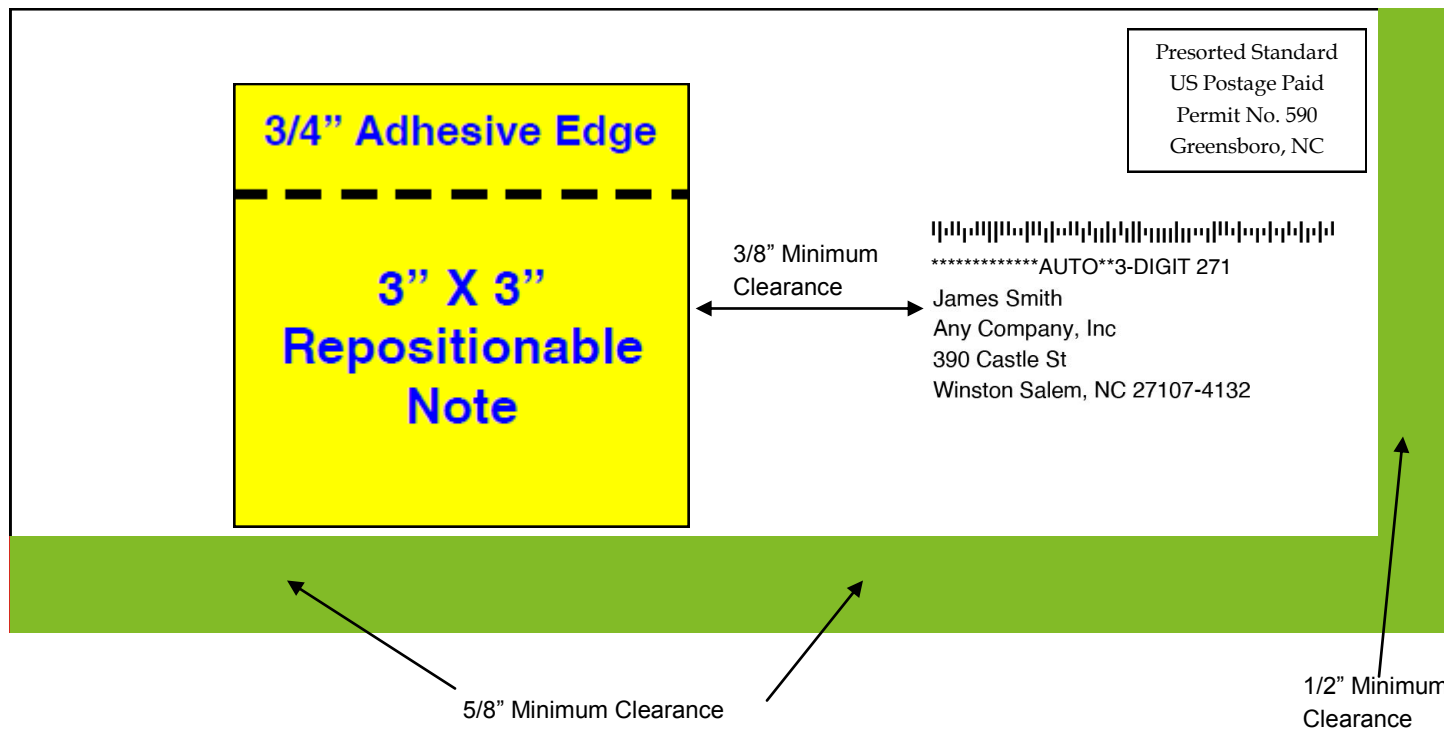 Presorted Standard
US Postage Paid
Permit No. 590
Greensboro, NC
3/4” Adhesive Edge
3” X 3”
Repositionable
Note
3/8” Minimum
Clearance
*************AUTO**3-DIGIT 271
James Smith
Any Company, Inc
390 Castle St
Winston Salem, NC 27107-4132
5/8” Minimum Clearance
1/2” Minimum
Clearance